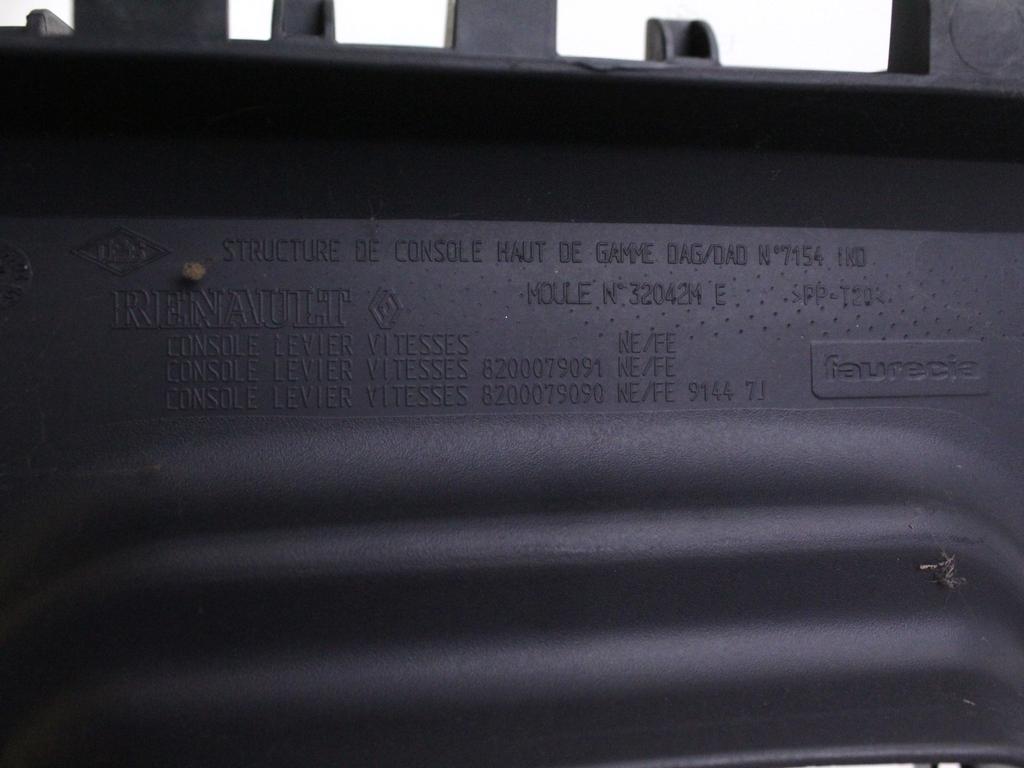 STRUCTURE DE CONSOLE HAUT DE GAMME DAG/DAD N°7154 IND
MOULE N°32042M E >PP-T20<
RENAULT
CONSOLE LEVIER VITESSES NE/FE
CONSOLE LEVIER VITESSES 8200079091 NE/FE
CONSOLE LEVIER VITESSES 8200079090 NE/FE 9144 7J
faurecia